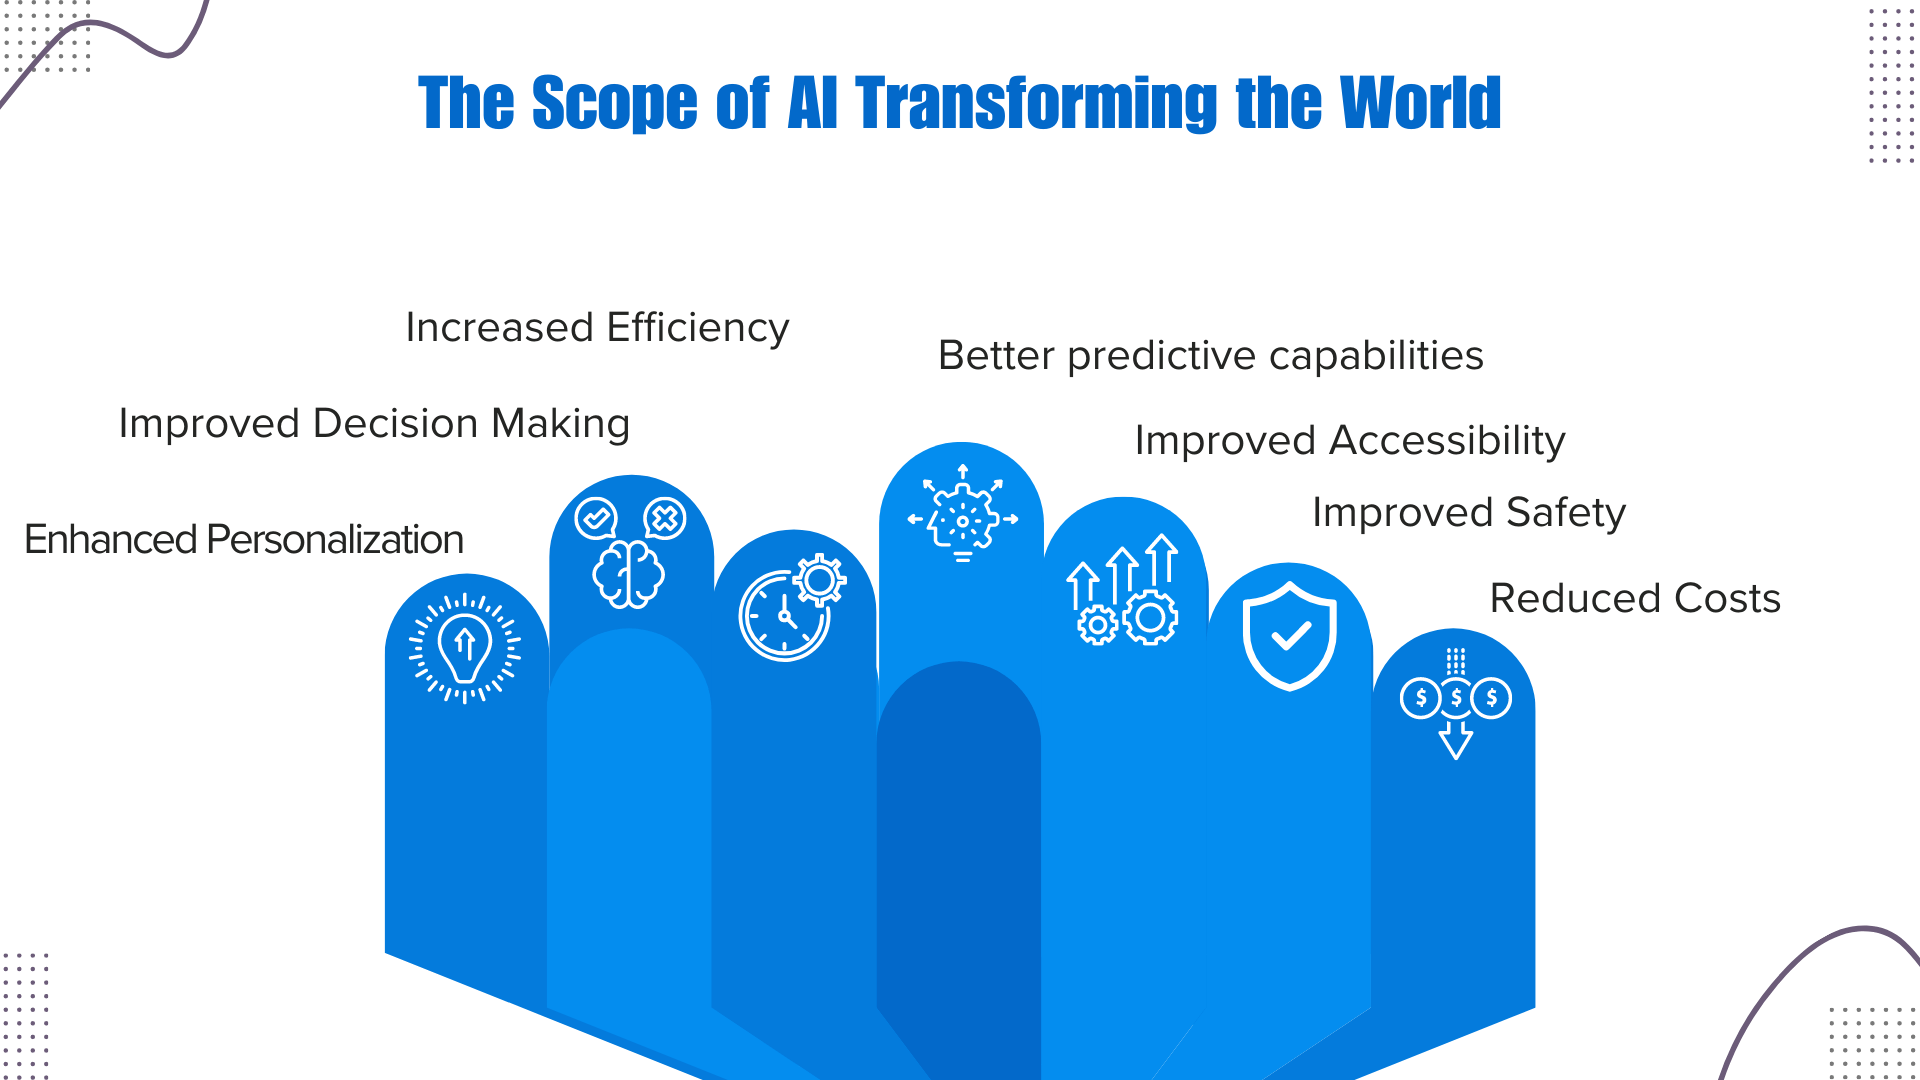 The Scope of AI Transforming the World
Increased Efficiency
Better predictive capabilities
Improved Decision Making
Improved Accessibility
Improved Safety
Enhanced Personalization
Reduced Costs
$ $ $